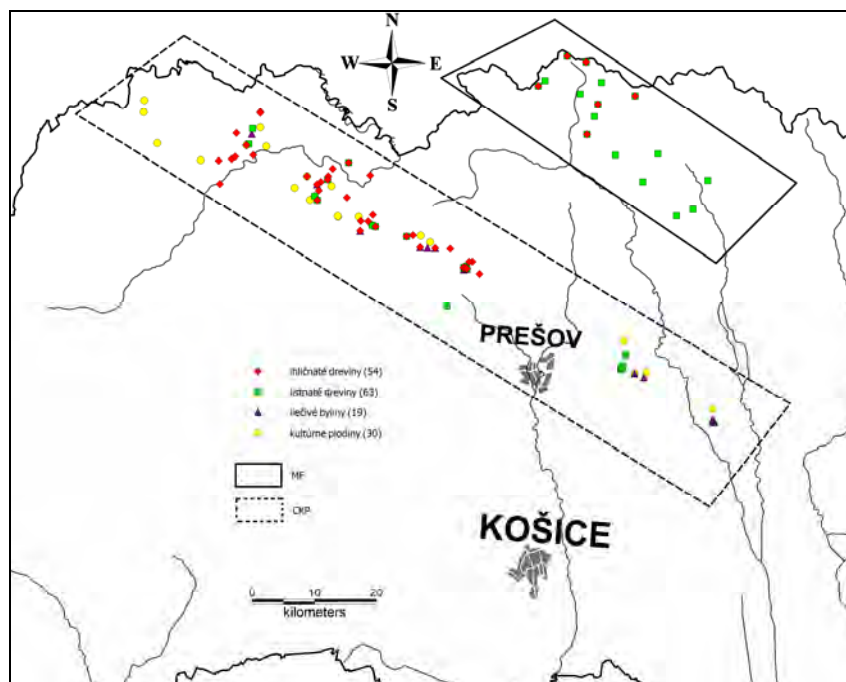 N
W E
S
PREŠOV
ihličnaté dreviny (54)
listnaté dreviny (63)
liečivé byliny (19)
kultúrne plodiny (30)
MF
CKP
KOŠICE
0 10 20
kilometers